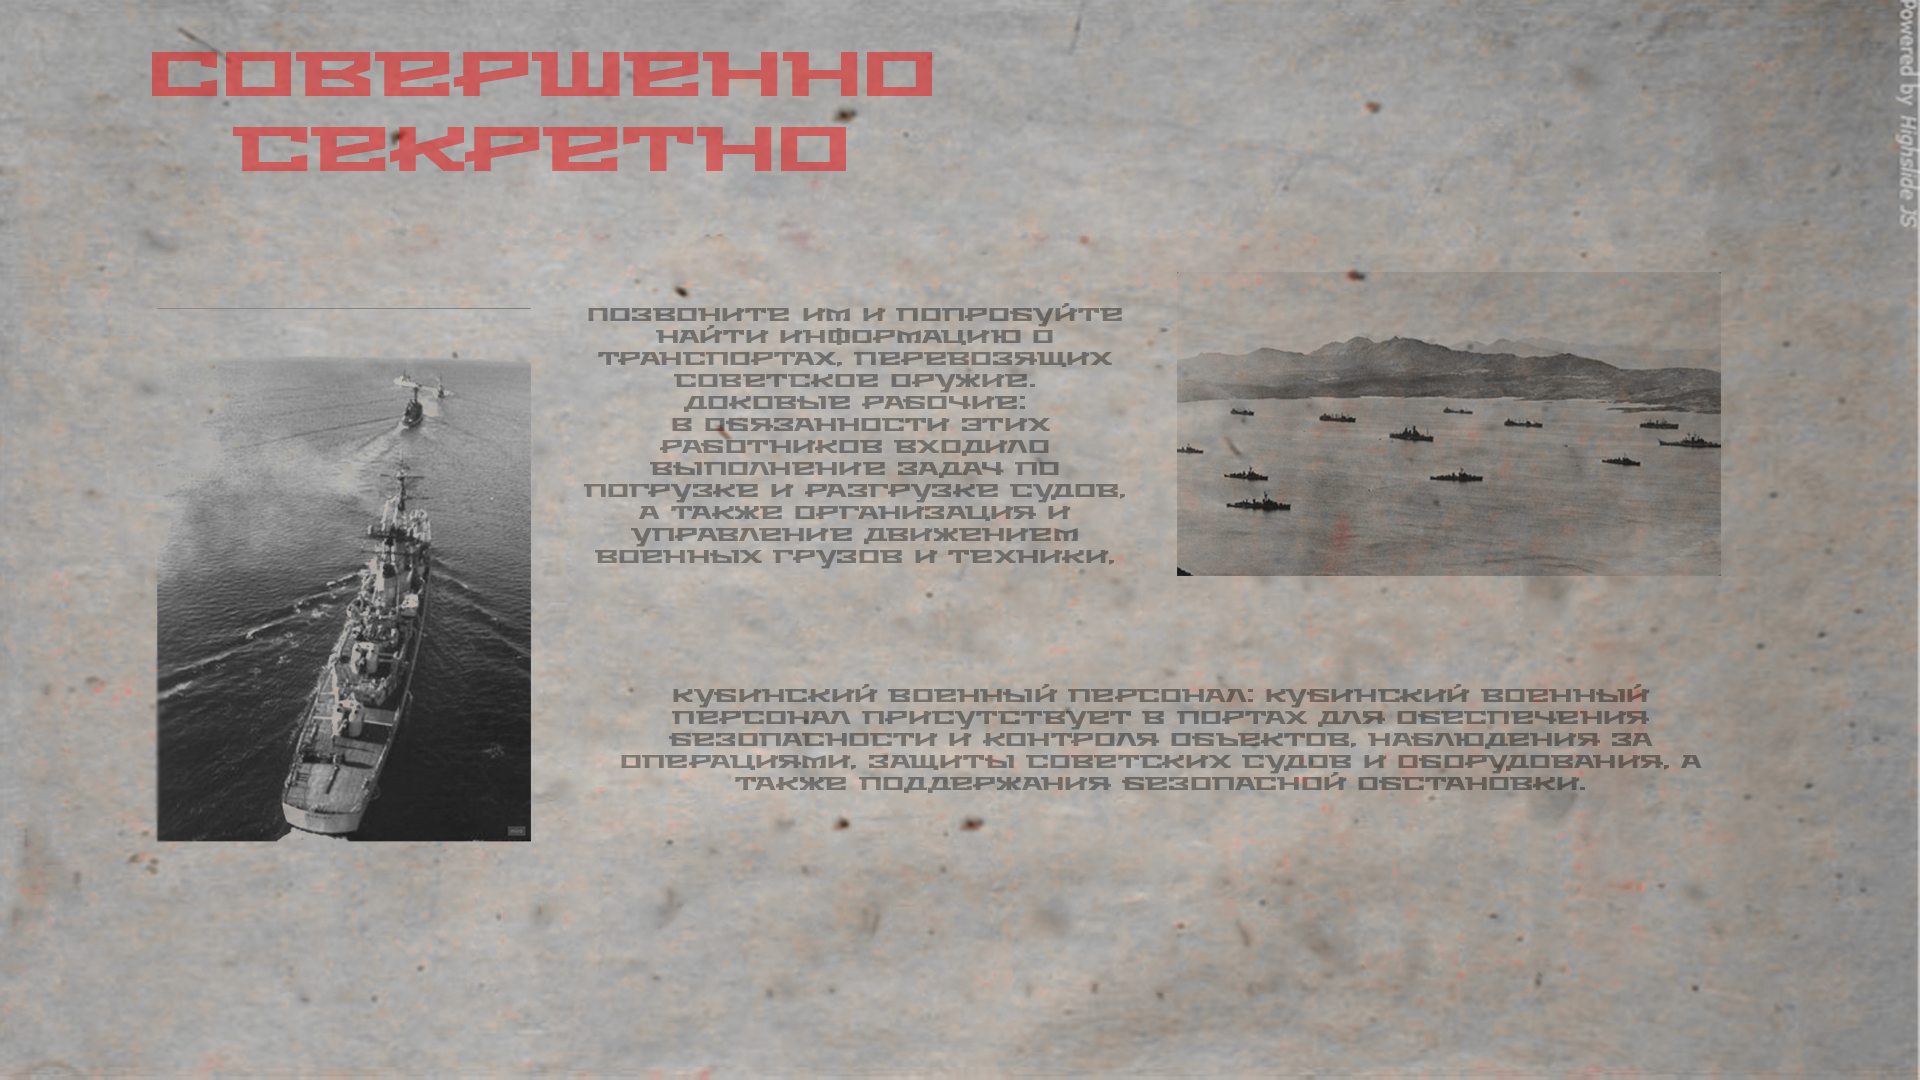 СОВЕРШЕННО
СЕКРЕТНО
ПОЗВОНИТЕ ИМ И ПОПРОБУЙТЕ
НАЙТИ ИНФОРМАЦИЮ О
ТРАНСПОРТАХ, ПЕРЕВОЗЯЩИХ
СОВЕТСКОЕ ОРУЖИЕ.
ДОКОВЫЕ РАБОЧИЕ:
В ОБЯЗАННОСТИ ЭТИХ
РАБОТНИКОВ ВХОДИЛО
ВЫПОЛНЕНИЕ ЗАДАЧ ПО
ПОГРУЗКЕ И РАЗГРУЗКЕ СУДОВ,
А ТАКЖЕ ОРГАНИЗАЦИЯ И
УПРАВЛЕНИЕ ДВИЖЕНИЕМ
ВОЕННЫХ ГРУЗОВ И ТЕХНИКИ,
КУБИНСКИЙ ВОЕННЫЙ ПЕРСОНАЛ: КУБИНСКИЙ ВОЕННЫЙ
ПЕРСОНАЛ ПРИСУТСТВУЕТ В ПОРТАХ ДЛЯ ОБЕСПЕЧЕНИЯ
БЕЗОПАСНОСТИ И КОНТРОЛЯ ОБЪЕКТОВ, НАБЛЮДЕНИЯ ЗА
ОПЕРАЦИЯМИ, ЗАЩИТЫ СОВЕТСКИХ СУДОВ И ОБОРУДОВАНИЯ, А
ТАКЖЕ ПОДДЕРЖАНИЯ БЕЗОПАСНОЙ ОБСТАНОВКИ.
Powered by Highslide JS